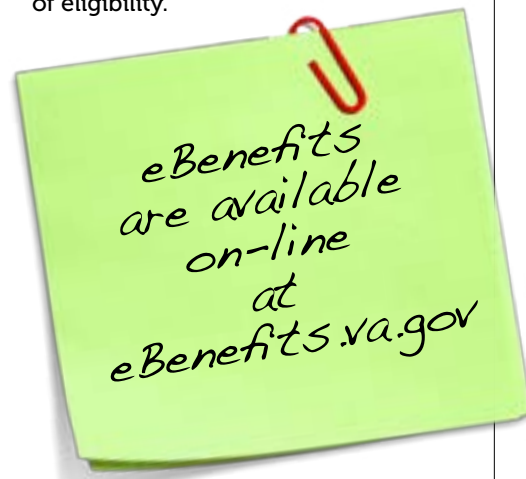 of eligibility.
eBenefits
are available
on-line
at
eBenefits.va.gov